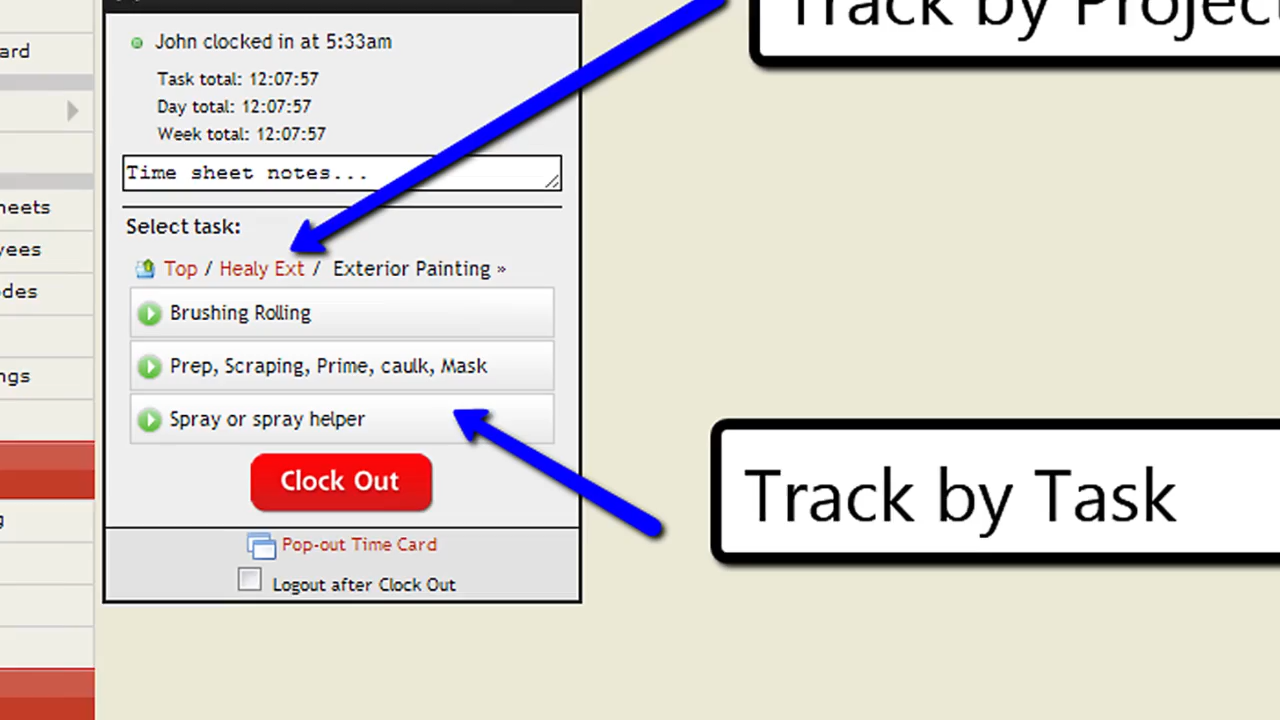 Track by Project
ard
John clocked in at 5:33am
Task total: 12:07:57
Day total: 12:07:57
Week total: 12:07:57
Time sheet notes...
heets
Select task:
yees
Top / Healy Ext / Exterior Painting »
odes
Brushing Rolling
Prep, Scraping, Prime, caulk, Mask
ngs
Spray or spray helper
Clock Out
Track by Task
g
Pop-out Time Card
Logout after Clock Out